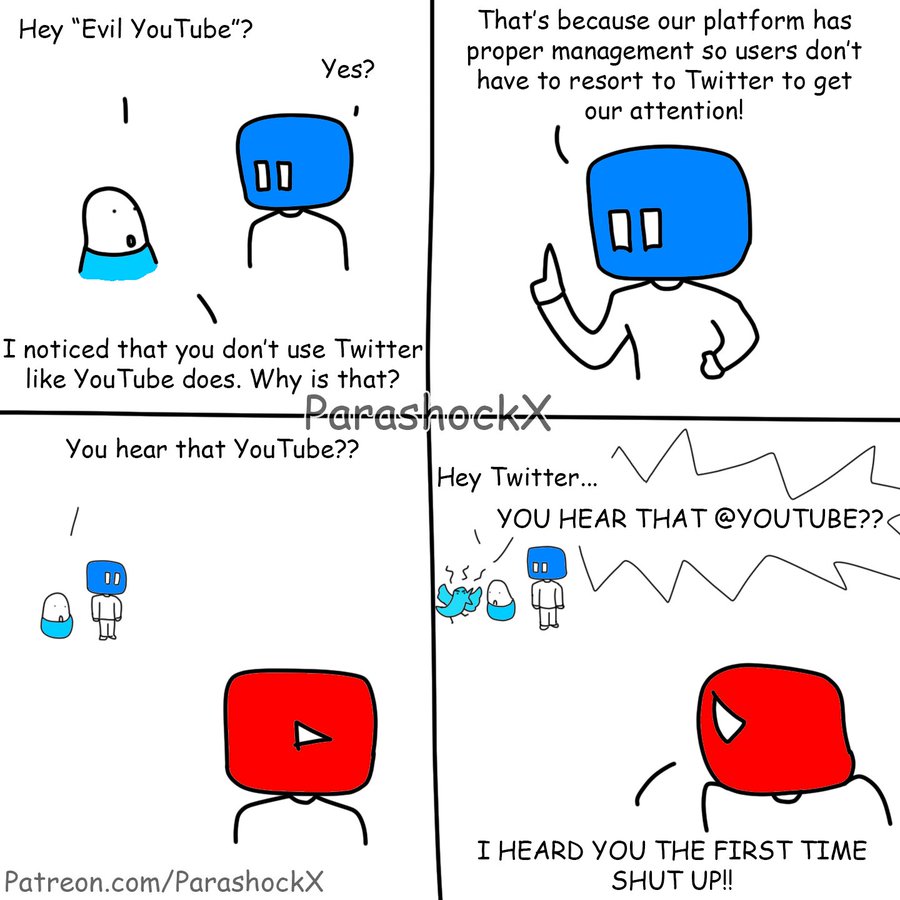 Hey “Evil YouTube”?
Yes?
I noticed that you don’t use Twitter
like YouTube does. Why is that?
That’s because our platform has
proper management so users don’t
have to resort to Twitter to get
our attention!
ParashockX
You hear that YouTube??
Hey Twitter...
YOU HEAR THAT @YOUTUBE??
I HEARD YOU THE FIRST TIME
SHUT UP!!
Patreon.com/ParashockX